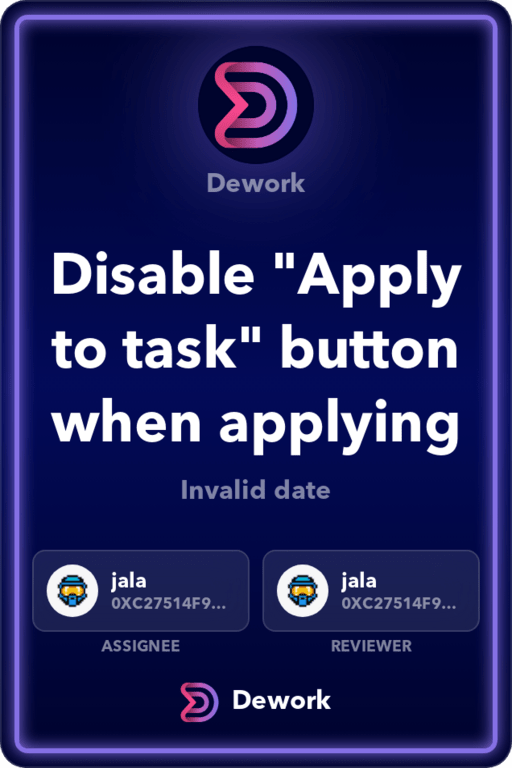 Dework
Disable "Apply
to task" button
when applying
Invalid date
jala
0XC27514F9...
jala
0XC27514F9...
ASSIGNEE
REVIEWER
Dework